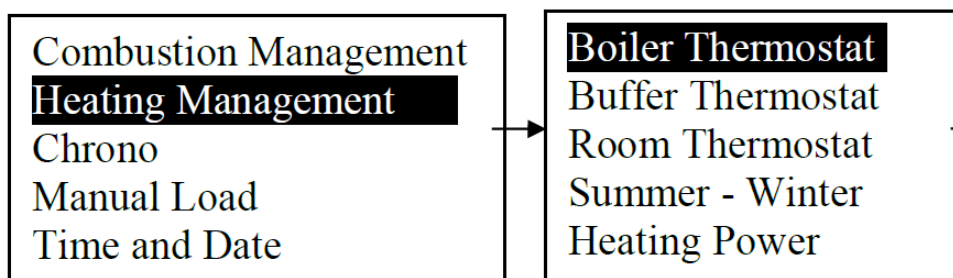 Combustion Management
Heating Management
Chrono
Manual Load
Time and Date
Boiler Thermostat
Buffer Thermostat
Room Thermostat
Summer - Winter
Heating Power